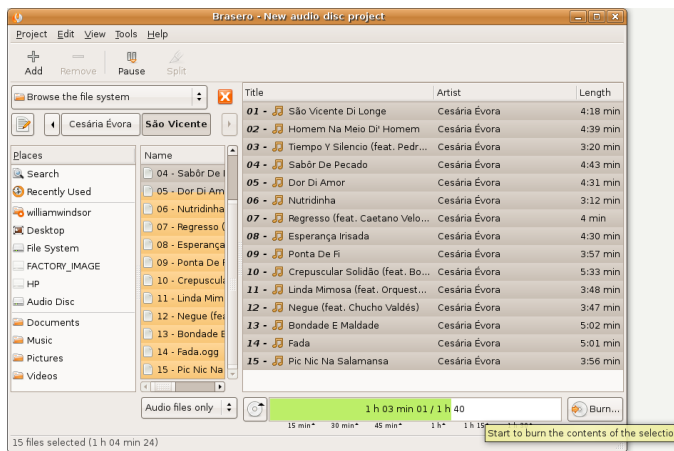 Brasero - New audio disc project
Project Edit View Tools Help
Add Remove Pause Split
Browse the file system
Cesária Évora São Vicente
Places
Search
Recently Used
williamwindsor
Desktop
File System
FACTORY_IMAGE
HP
Audio Disc
Documents
Music
Pictures
Videos
Name
04 - Sabôr De
05 - Dor Di Am
06 - Nutridinha
07 - Regresso (
08 - Esperança
09 - Ponta De F
10 - Crepuscula
11 - Linda Mim
12 - Negue (fea
13 - Bondade E
14 - Fada.ogg
15 - Pic Nic Na
Audio files only
Title Artist Length
01 - São Vicente Di Longe Cesária Évora 4:18 min
02 - Homem Na Meio Di' Homem Cesária Évora 4:39 min
03 - Tiempo Y Silencio (feat. Pedr... Cesária Évora 3:20 min
04 - Sabôr De Pecado Cesária Évora 4:43 min
05 - Dor Di Amor Cesária Évora 4:31 min
06 - Nutridinha Cesária Évora 3:12 min
07 - Regresso (feat. Caetano Velo... Cesária Évora 4 min
08 - Esperança Irisada Cesária Évora 4:30 min
09 - Ponta De Fi Cesária Évora 3:57 min
10 - Crepuscular Solidão (feat. Bo... Cesária Évora 5:33 min
11 - Linda Mimosa (feat. Orquest... Cesária Évora 3:48 min
12 - Negue (feat. Chucho Valdés) Cesária Évora 3:47 min
13 - Bondade E Maldade Cesária Évora 5:02 min
14 - Fada Cesária Évora 5:01 min
15 - Pic Nic Na Salamansa Cesária Évora 3:56 min
1 h 03 min 01 / 1 h 40
Burn...
15 min 30 min 45 min 1 h 1 h 15
Start to burn the contents of the selectio
15 files selected (1 h 04 min 24)